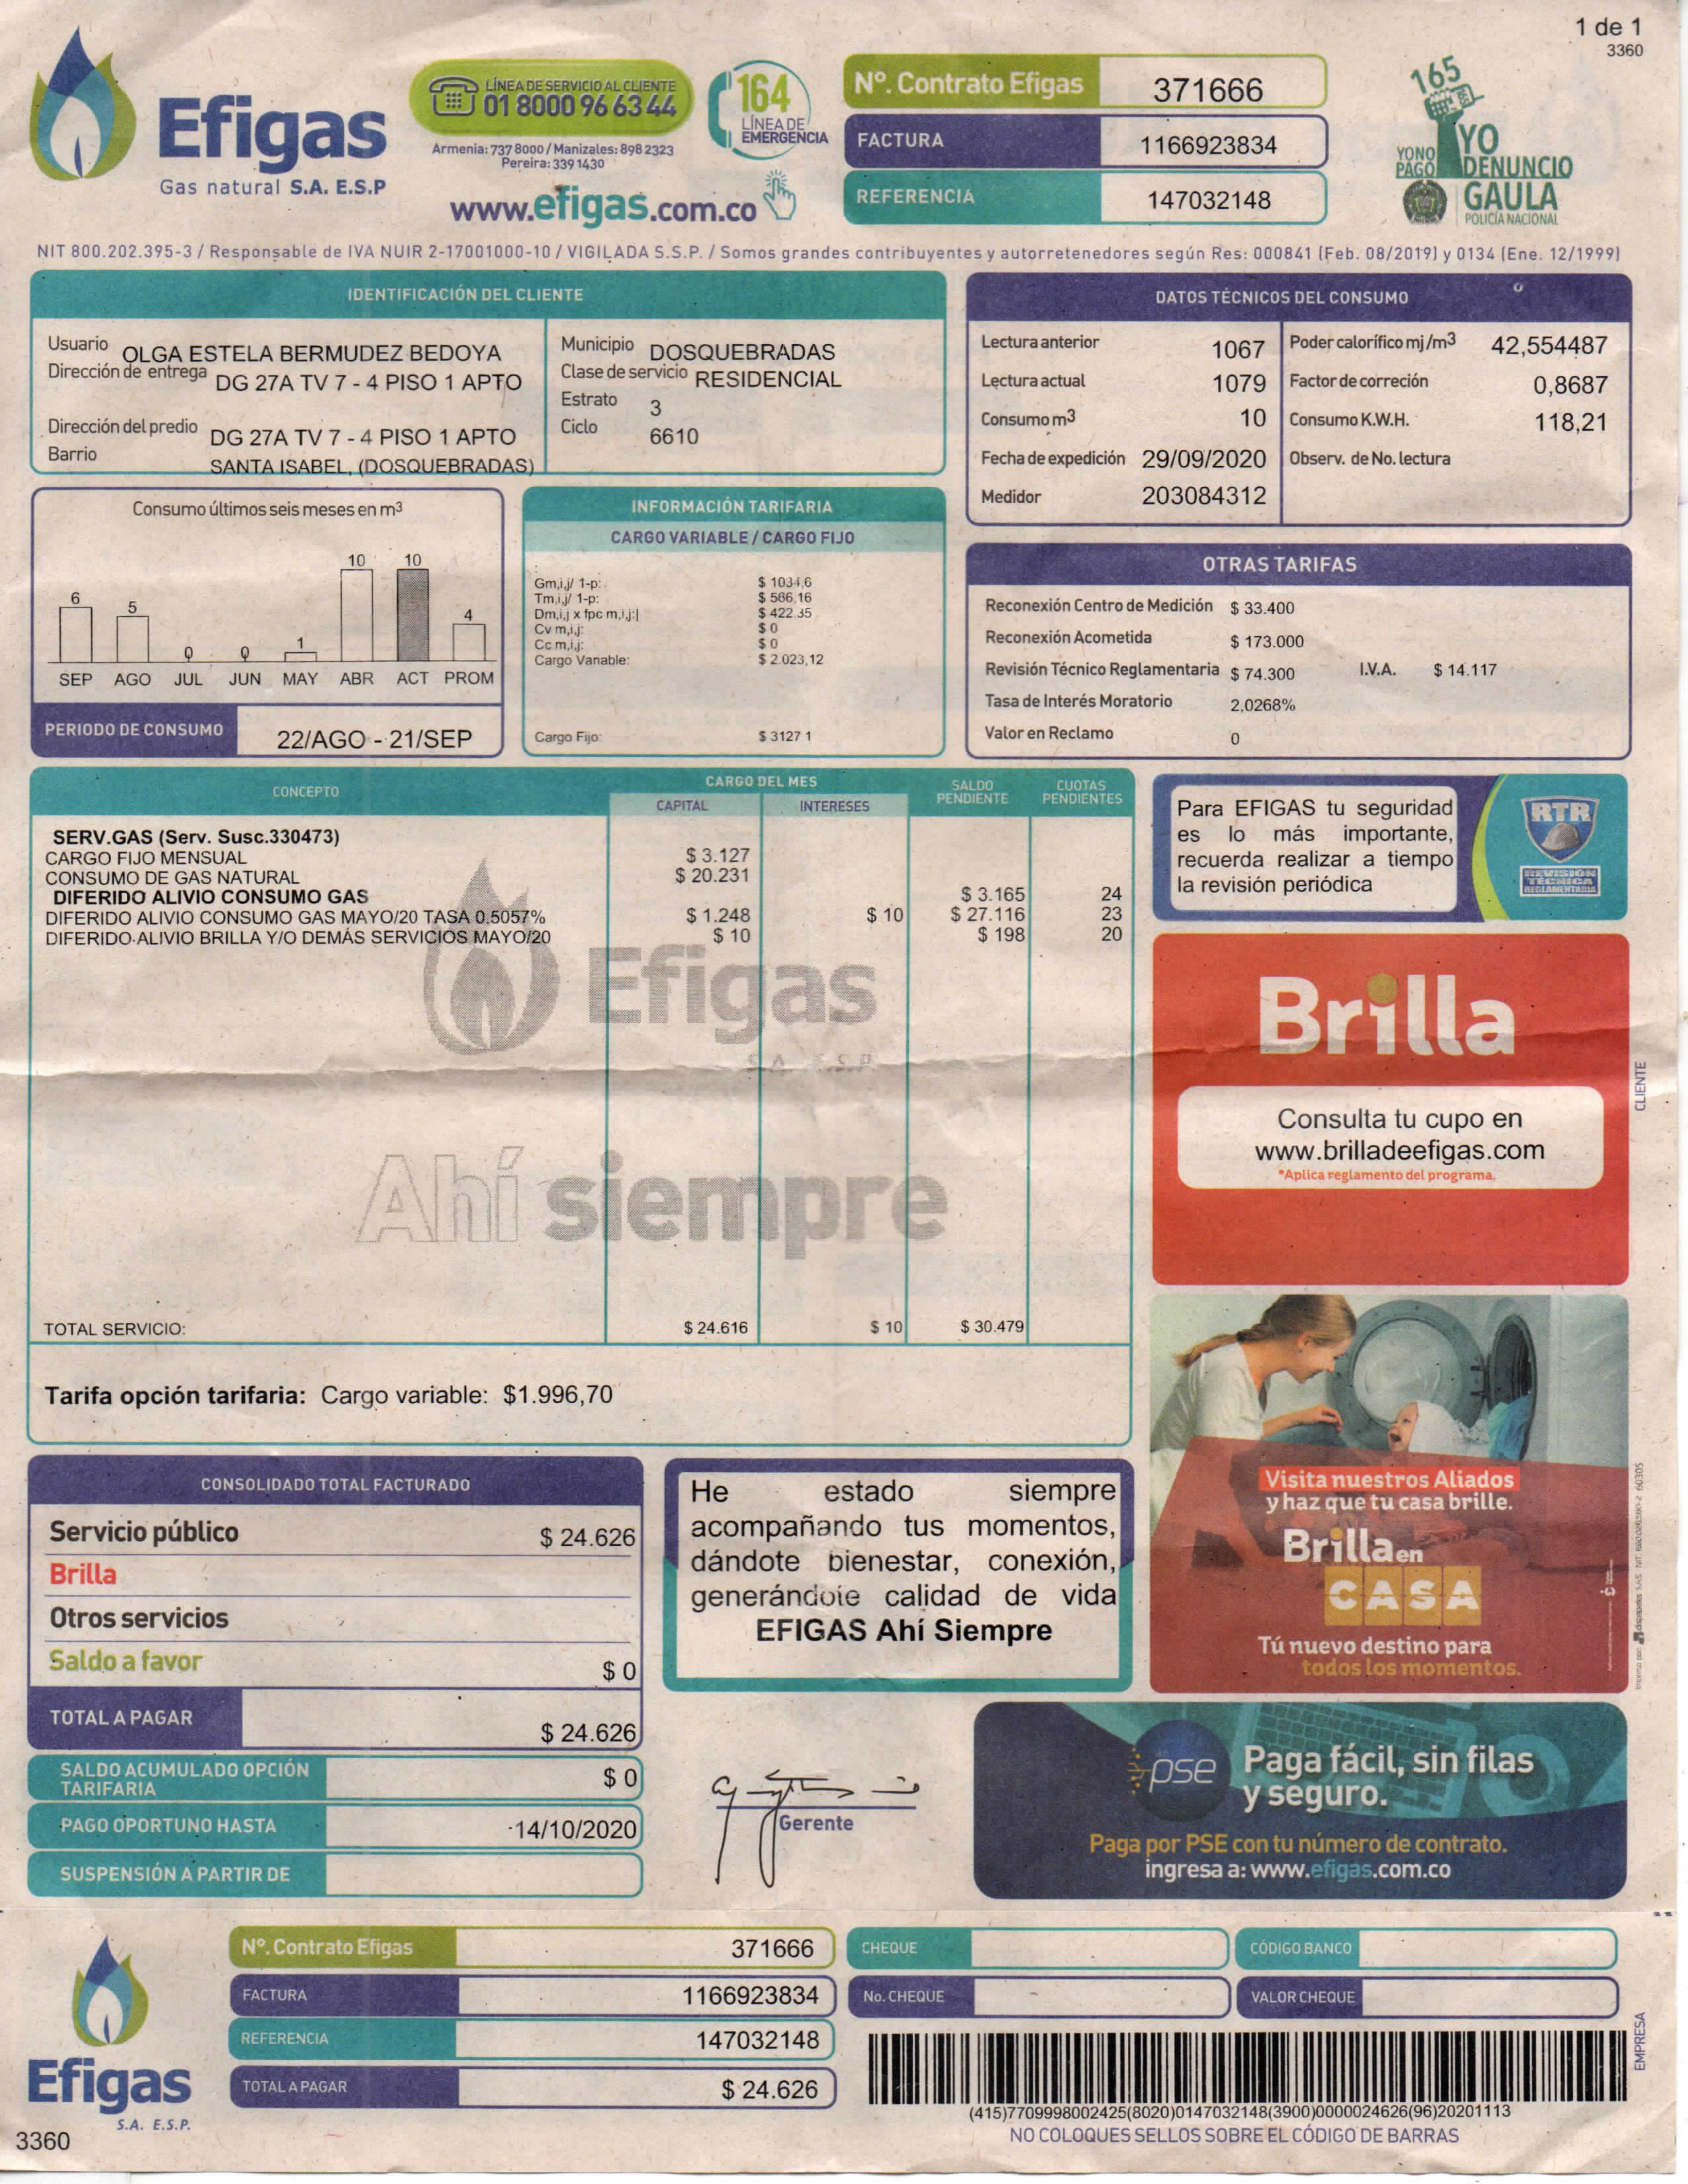 1 de 1
3360
Efigas
Gas natural S.A. E.S.P
LÍNEA DE SERVICIO AL CLIENTE
01 8000 96 63 44
Armenia: 737 8000 / Manizales: 898 2323
Pereira: 339 1430
www.efigas.com.co
164
LÍNEA DE
EMERGENCIA
Nº. Contrato Efigas 371666
FACTURA 1166923834
REFERENCIA 147032148
165
YO NO PAGO
YO DENUNCIO
GAULA
POLICÍA NACIONAL
NIT 800.202.395-3 / Responsable de IVA NUIR 2-17001000-10 / VIGILADA S.S.P. / Somos grandes contribuyentes y autorretenedores según Res: 000841 (Feb. 08/2019) y 0134 (Ene. 12/1999)
IDENTIFICACIÓN DEL CLIENTE
Usuario OLGA ESTELA BERMUDEZ BEDOYA
Dirección de entrega DG 27A TV 7 - 4 PISO 1 APTO
Dirección del predio DG 27A TV 7 - 4 PISO 1 APTO
Barrio SANTA ISABEL, (DOSQUEBRADAS)
Municipio DOSQUEBRADAS
Clase de servicio RESIDENCIAL
Estrato 3
Ciclo 6610
DATOS TÉCNICOS DEL CONSUMO
Lectura anterior 1067
Lectura actual 1079
Consumo m3 10
Fecha de expedición 29/09/2020
Medidor 203084312
Poder calorífico mj/m3 42,554487
Factor de correción 0,8687
Consumo K.W.H. 118,21
Observ. de No. lectura
Consumo últimos seis meses en m3
6 5 0 0 1 10 10 4
SEP AGO JUL JUN MAY ABR ACT PROM
PERIODO DE CONSUMO 22/AGO - 21/SEP
INFORMACIÓN TARIFARIA
CARGO VARIABLE / CARGO FIJO
Gm,i,j/ 1-p: $ 1034,6
Tm,i,j/ 1-p: $ 566,16
Dm,i,j x fpc m,i,j:| $ 422.35
Cv m,i,j: $ 0
Cc m,i,j: $ 0
Cargo Variable: $ 2.023,12
Cargo Fijo: $ 3127 1
OTRAS TARIFAS
Reconexión Centro de Medición $ 33.400
Reconexión Acometida $ 173.000
Revisión Técnico Reglamentaria $ 74.300 I.V.A. $ 14.117
Tasa de Interés Moratorio 2,0268%
Valor en Reclamo 0
CONCEPTO
CARGO DEL MES
CAPITAL INTERESES
SALDO PENDIENTE
CUOTAS PENDIENTES
SERV.GAS (Serv. Susc.330473)
CARGO FIJO MENSUAL $ 3.127
CONSUMO DE GAS NATURAL $ 20.231
DIFERIDO ALIVIO CONSUMO GAS $ 3.165 24
DIFERIDO ALIVIO CONSUMO GAS MAYO/20 TASA 0.5057% $ 1.248 $ 10 $ 27.116 23
DIFERIDO ALIVIO BRILLA Y/O DEMÁS SERVICIOS MAYO/20 $ 10 $ 198 20
Efigas
S.A. E.S.P.
Ahí siempre
TOTAL SERVICIO: $ 24.616 $ 10 $ 30.479
Tarifa opción tarifaria: Cargo variable: $1.996,70
Para EFIGAS tu seguridad
es lo más importante,
recuerda realizar a tiempo
la revisión periódica
RTR
REVISIÓN
TÉCNICA
REGLAMENTARIA
Brilla
Consulta tu cupo en
www.brilladeefigas.com
*Aplica reglamento del programa.
CLIENTE
Visita nuestros Aliados
y haz que tu casa brille.
Brilla en
CASA
Tú nuevo destino para
todos los momentos.
CONSOLIDADO TOTAL FACTURADO
Servicio público $ 24.626
Brilla
Otros servicios
Saldo a favor $ 0
TOTAL A PAGAR $ 24.626
SALDO ACUMULADO OPCIÓN
TARIFARIA $ 0
PAGO OPORTUNO HASTA 14/10/2020
SUSPENSIÓN A PARTIR DE
He estado siempre
acompañando tus momentos,
dándote bienestar, conexión,
generándote calidad de vida
EFIGAS Ahí Siempre
Gerente
pse
Paga fácil, sin filas
y seguro.
Paga por PSE con tu número de contrato.
ingresa a: www.efigas.com.co
Efigas
S.A. E.S.P.
3360
Nº. Contrato Efigas 371666
FACTURA 1166923834
REFERENCIA 147032148
TOTAL A PAGAR $ 24.626
CHEQUE
CÓDIGO BANCO
No. CHEQUE
VALOR CHEQUE
(415)7709998002425(8020)0147032148(3900)0000024626(96)20201113
NO COLOQUES SELLOS SOBRE EL CÓDIGO DE BARRAS
EMPRESA